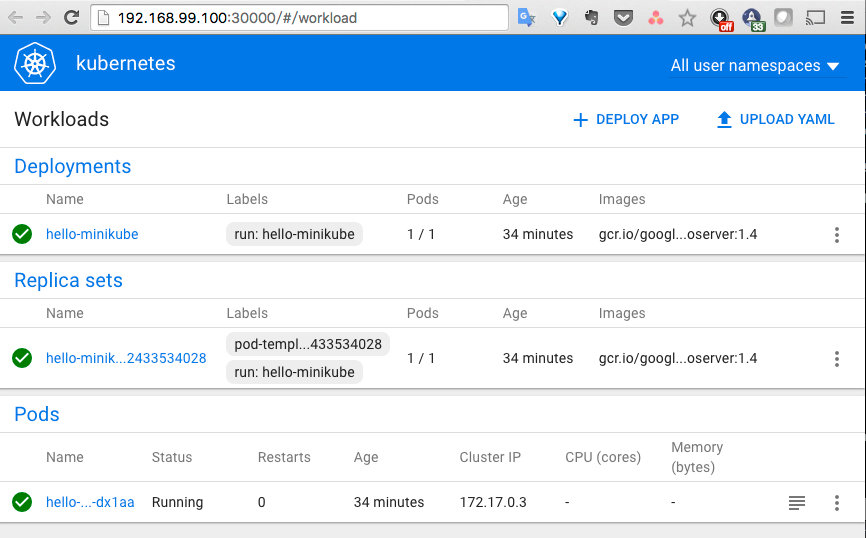 192.168.99.100:30000/#/workload
off
33
kubernetes
All user namespaces
Workloads
DEPLOY APP
UPLOAD YAML
Deployments
Name Labels Pods Age Images
hello-minikube run: hello-minikube 1 / 1 34 minutes gcr.io/googl...oserver:1.4
Replica sets
Name Labels Pods Age Images
pod-templ...433534028
hello-minik...2433534028 1 / 1 34 minutes gcr.io/googl...oserver:1.4
run: hello-minikube
Pods
Name Status Restarts Age Cluster IP CPU (cores) Memory
(bytes)
hello-...-dx1aa Running 0 34 minutes 172.17.0.3 - -